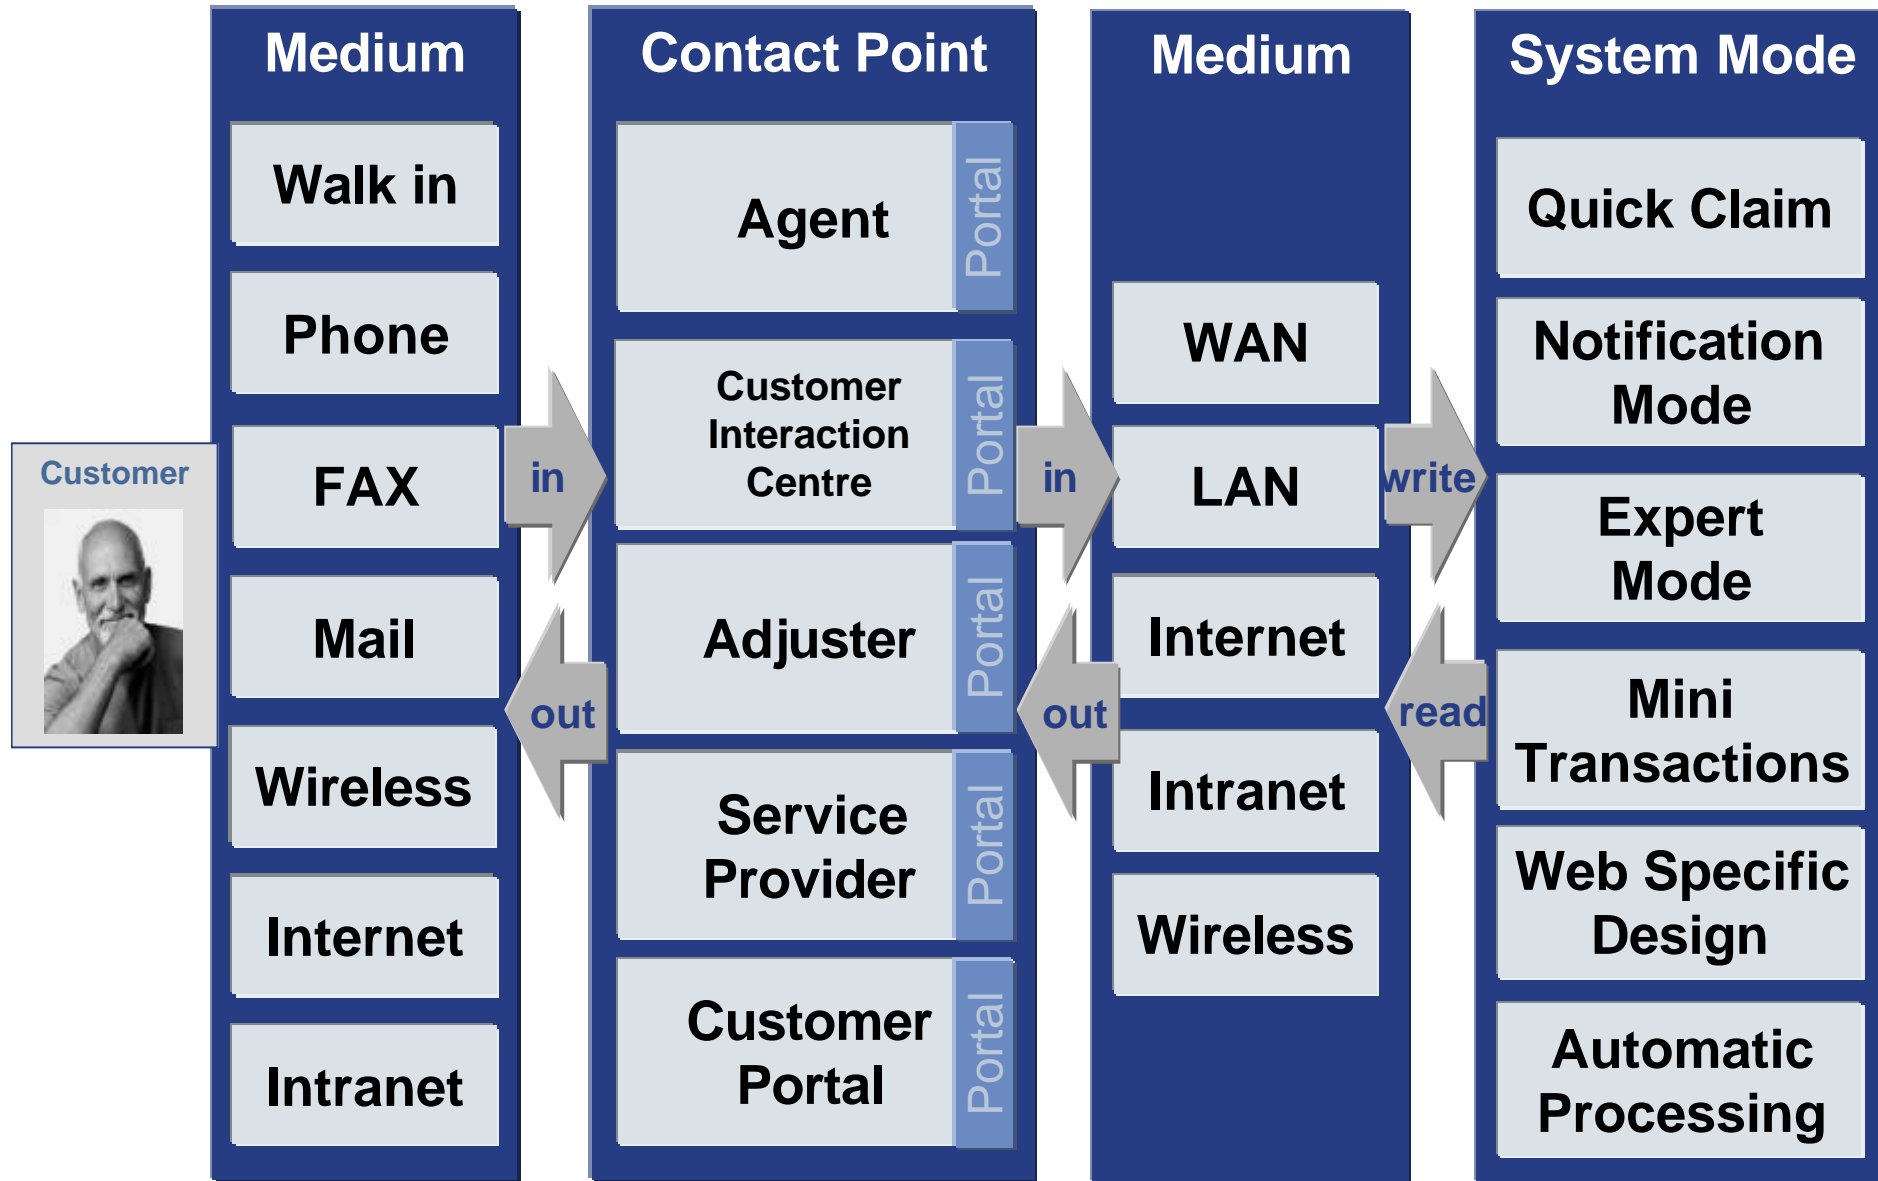 Customer
Medium
Walk in
Phone
FAX
Mail
Wireless
Internet
Intranet
in
out
Contact Point
Agent
Portal
Customer
Interaction
Centre
Portal
Adjuster
Portal
Service
Provider
Portal
Customer
Portal
Portal
in
out
Medium
WAN
LAN
Internet
Intranet
Wireless
write
read
System Mode
Quick Claim
Notification
Mode
Expert
Mode
Mini
Transactions
Web Specific
Design
Automatic
Processing